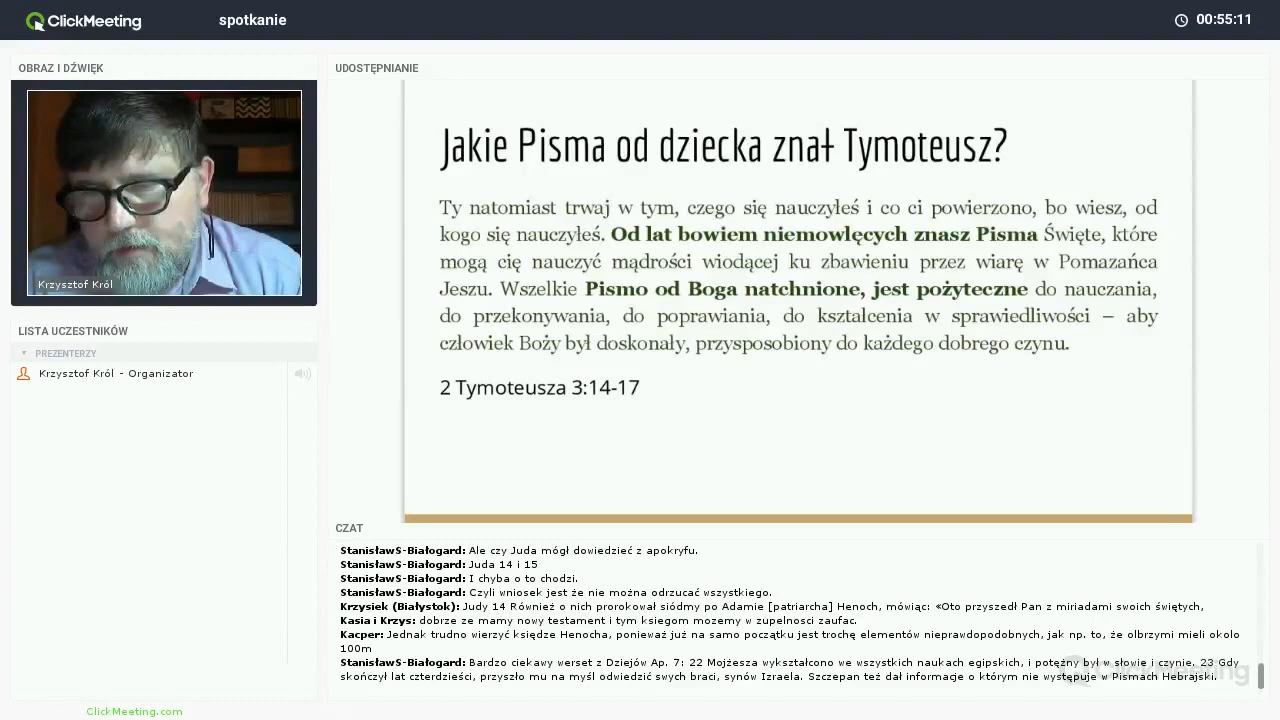 ClickMeeting
spotkanie
00:55:11
OBRAZ I DŹWIĘK
Krzysztof Król
LISTA UCZESTNIKÓW
PREZENTERZY
Krzysztof Król - Organizator
ClickMeeting.com
UDOSTĘPNIANIE
Jakie Pisma od dziecka znał Tymoteusz?
Ty natomiast trwaj w tym, czego się nauczyłeś i co ci powierzono, bo wiesz, od
kogo się nauczyłeś. Od lat bowiem niemowlęcych znasz Pisma Święte, które
mogą cię nauczyć mądrości wiodącej ku zbawieniu przez wiarę w Pomazańca
Jeszu. Wszelkie Pismo od Boga natchnione, jest pożyteczne do nauczania,
do przekonywania, do poprawiania, do kształcenia w sprawiedliwości – aby
człowiek Boży był doskonały, przysposobiony do każdego dobrego czynu.
2 Tymoteusza 3:14-17
CZAT
StanisławS-Białogard: Ale czy Juda mógł dowiedzieć z apokryfu.
StanisławS-Białogard: Juda 14 i 15
StanisławS-Białogard: I chyba o to chodzi.
StanisławS-Białogard: Czyli wniosek jest że nie można odrzucać wszystkiego.
Krzysiek (Białystok): Judy 14 Również o nich prorokował siódmy po Adamie [patriarcha] Henoch, mówiąc: «Oto przyszedł Pan z miriadami swoich świętych,
Kasia i Krzys: dobrze ze mamy nowy testament i tym ksiegom mozemy w zupelnosci zaufac.
Kacper: Jednak trudno wierzyć księdze Henocha, ponieważ już na samo początku jest trochę elementów nieprawdopodobnych, jak np. to, że olbrzymi mieli około
100m
StanisławS-Białogard: Bardzo ciekawy werset z Dziejów Ap. 7: 22 Mojżesza wykształcono we wszystkich naukach egipskich, i potężny był w słowie i czynie. 23 Gdy
skończył lat czterdzieści, przyszło mu na myśl odwiedzić swych braci, synów Izraela. Szczepan też dał informacje o którym nie występuje w Pismach Hebrajski.
ClickMeeting